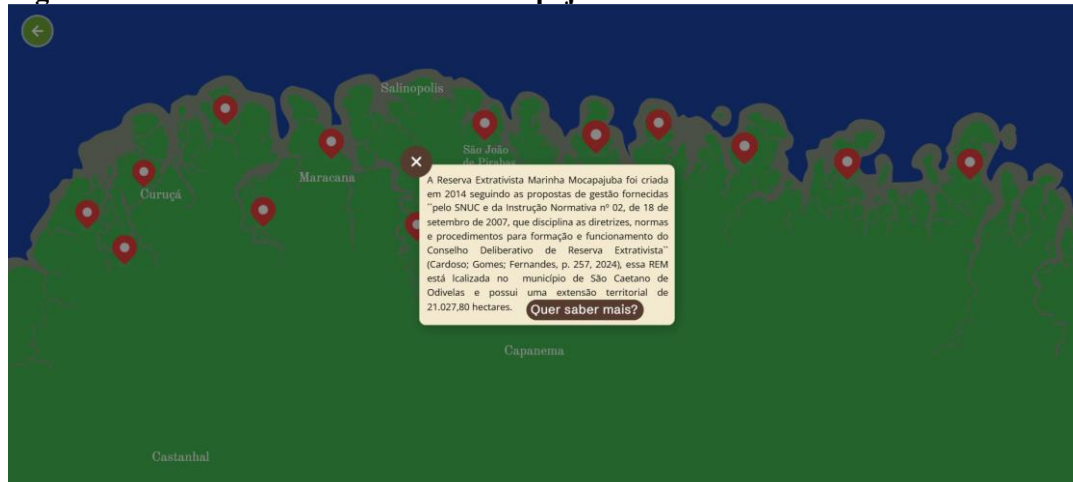 Salinopolis
São João
de Pirabas
Maracana
Curuçá
A Reserva Extrativista Marinha Mocapajuba foi criada
em 2014 seguindo as propostas de gestão fornecidas
¨pelo SNUC e da Instrução Normativa nº 02, de 18 de
setembro de 2007, que disciplina as diretrizes, normas
e procedimentos para formação e funcionamento do
Conselho Deliberativo de Reserva Extrativista¨
(Cardoso; Gomes; Fernandes, p. 257, 2024), essa REM
está lcalizada no município de São Caetano de
Odivelas e possui uma extensão territorial de
21.027,80 hectares.
Quer saber mais?
Capanema
Castanhal